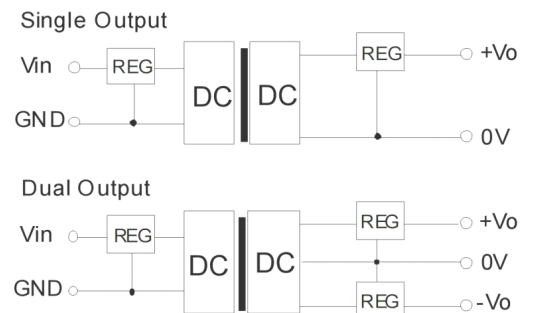 Single Output
Vin REG DC DC REG +Vo
GND 0V
Dual Output
Vin REG DC DC REG +Vo
0V
GND REG -Vo